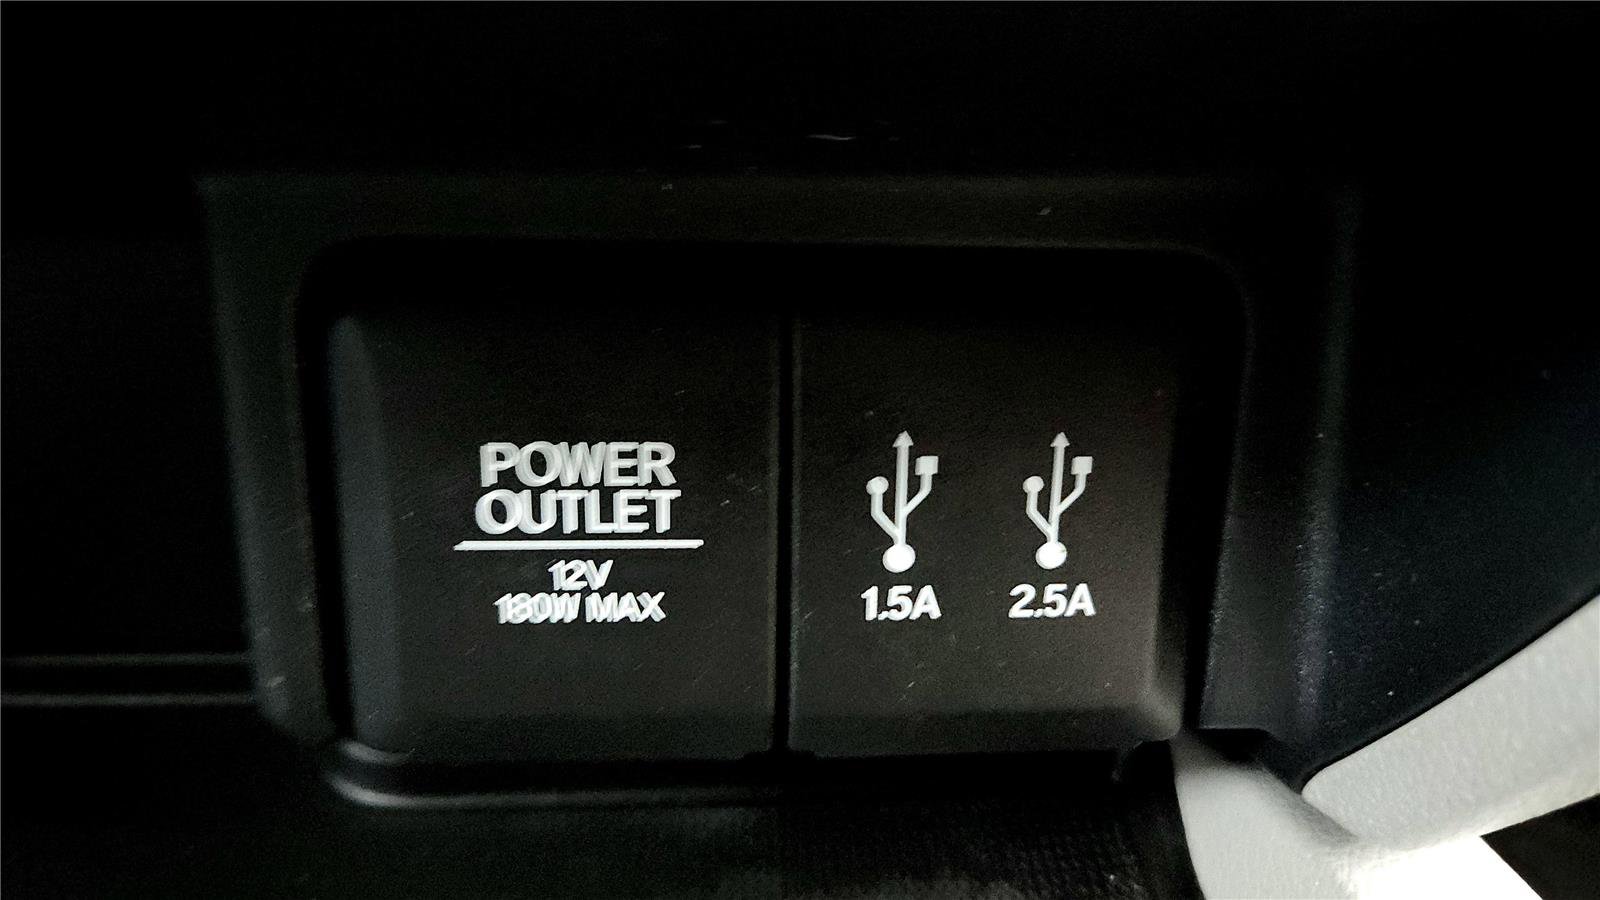 POWER
OUTLET
12V
180W MAX
1.5A 2.5A